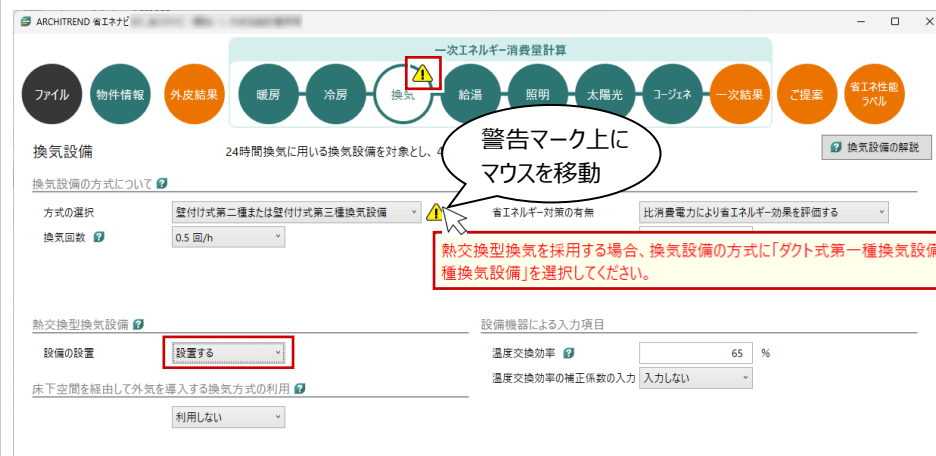 ARCHITREND 省エネナビ
一次エネルギー消費量計算
ファイル
物件情報
外皮結果
暖房
冷房
換気
給湯
照明
太陽光
コージェネ
一次結果
ご提案
省エネ性能
ラベル
換気設備
24時間換気に用いる換気設備を対象とし、
換気設備の解説
警告マーク上に
マウスを移動
換気設備の方式について
方式の選択
壁付け式第二種または壁付け式第三種換気設備
省エネルギー対策の有無
比消費電力により省エネルギー効果を評価する
換気回数
0.5 回/h
熱交換型換気を採用する場合、換気設備の方式に「ダクト式第一種換気設備
種換気設備」を選択してください。
熱交換型換気設備
設備機器による入力項目
設備の設置
設置する
温度交換効率
65 %
温度交換効率の補正係数の入力
入力しない
床下空間を経由して外気を導入する換気方式の利用
利用しない